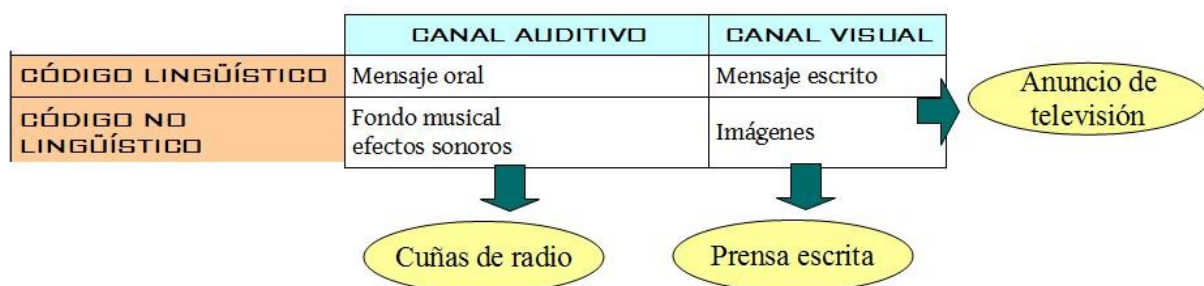 CANAL AUDITIVO CANAL VISUAL
CÓDIGO LINGÜÍSTICO Mensaje oral Mensaje escrito
CÓDIGO NO
LINGÜÍSTICO
Fondo musical
efectos sonoros
Imágenes
Anuncio de
televisión
Cuñas de radio
Prensa escrita